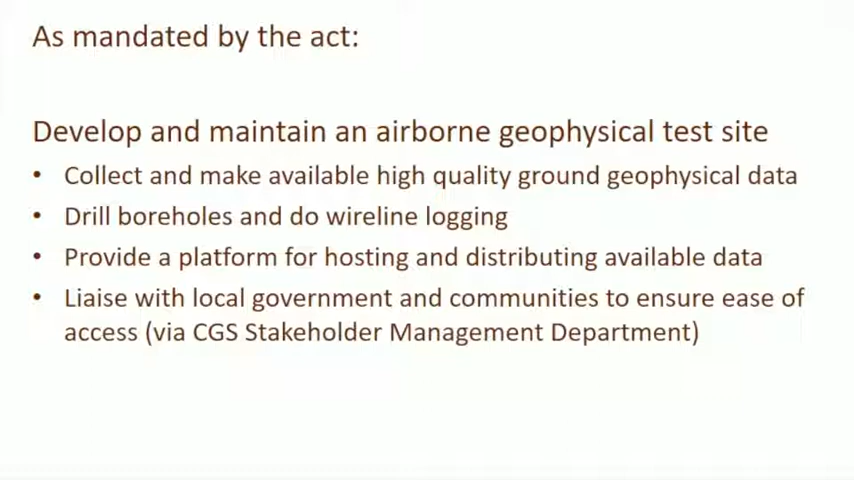 As mandated by the act:
Develop and maintain an airborne geophysical test site
• Collect and make available high quality ground geophysical data
• Drill boreholes and do wireline logging
• Provide a platform for hosting and distributing available data
• Liaise with local government and communities to ensure ease of
access (via CGS Stakeholder Management Department)